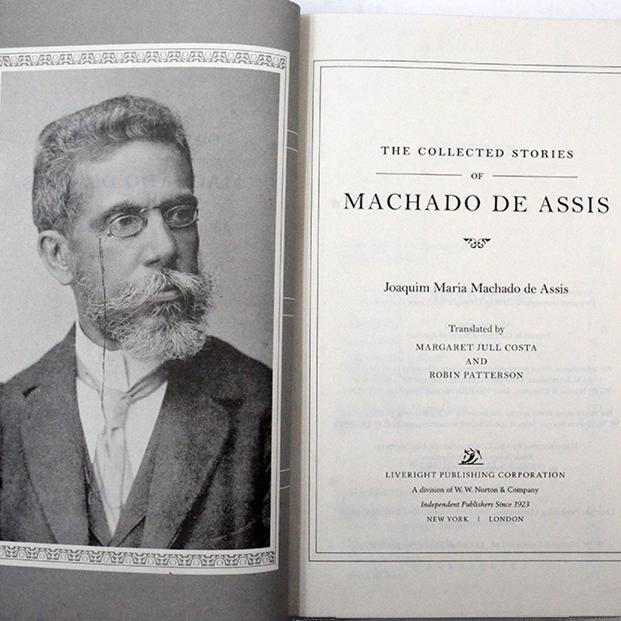 THE COLLECTED STORIES
OF
MACHADO DE ASSIS
Joaquim Maria Machado de Assis
Translated by
MARGARET JULL COSTA
AND
ROBIN PATTERSON
LIVERIGHT PUBLISHING CORPORATION
A division of W. W. Norton & Company
Independent Publishers Since 1923
NEW YORK | LONDON